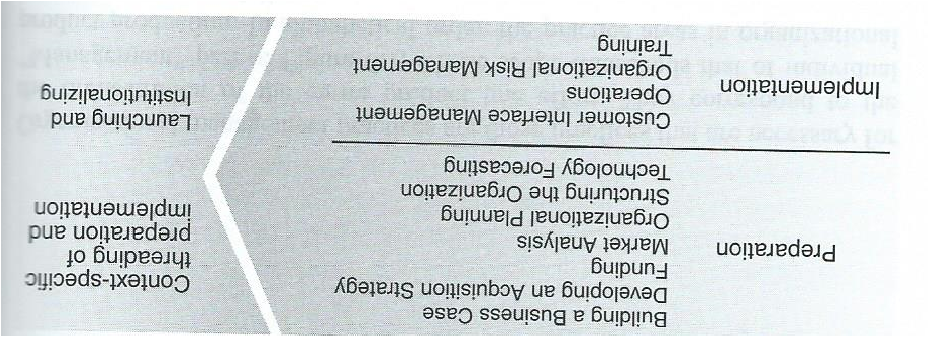 Preparation
Building a Business Case
Developing an Acquisition Strategy
Funding
Market Analysis
Organizational Planning
Structuring the Organization
Technology Forecasting
Implementation
Customer Interface Management
Operations
Organizational Risk Management
Training
Context-specific
threading of
preparation and
implementation
Launching and
Institutionalizing